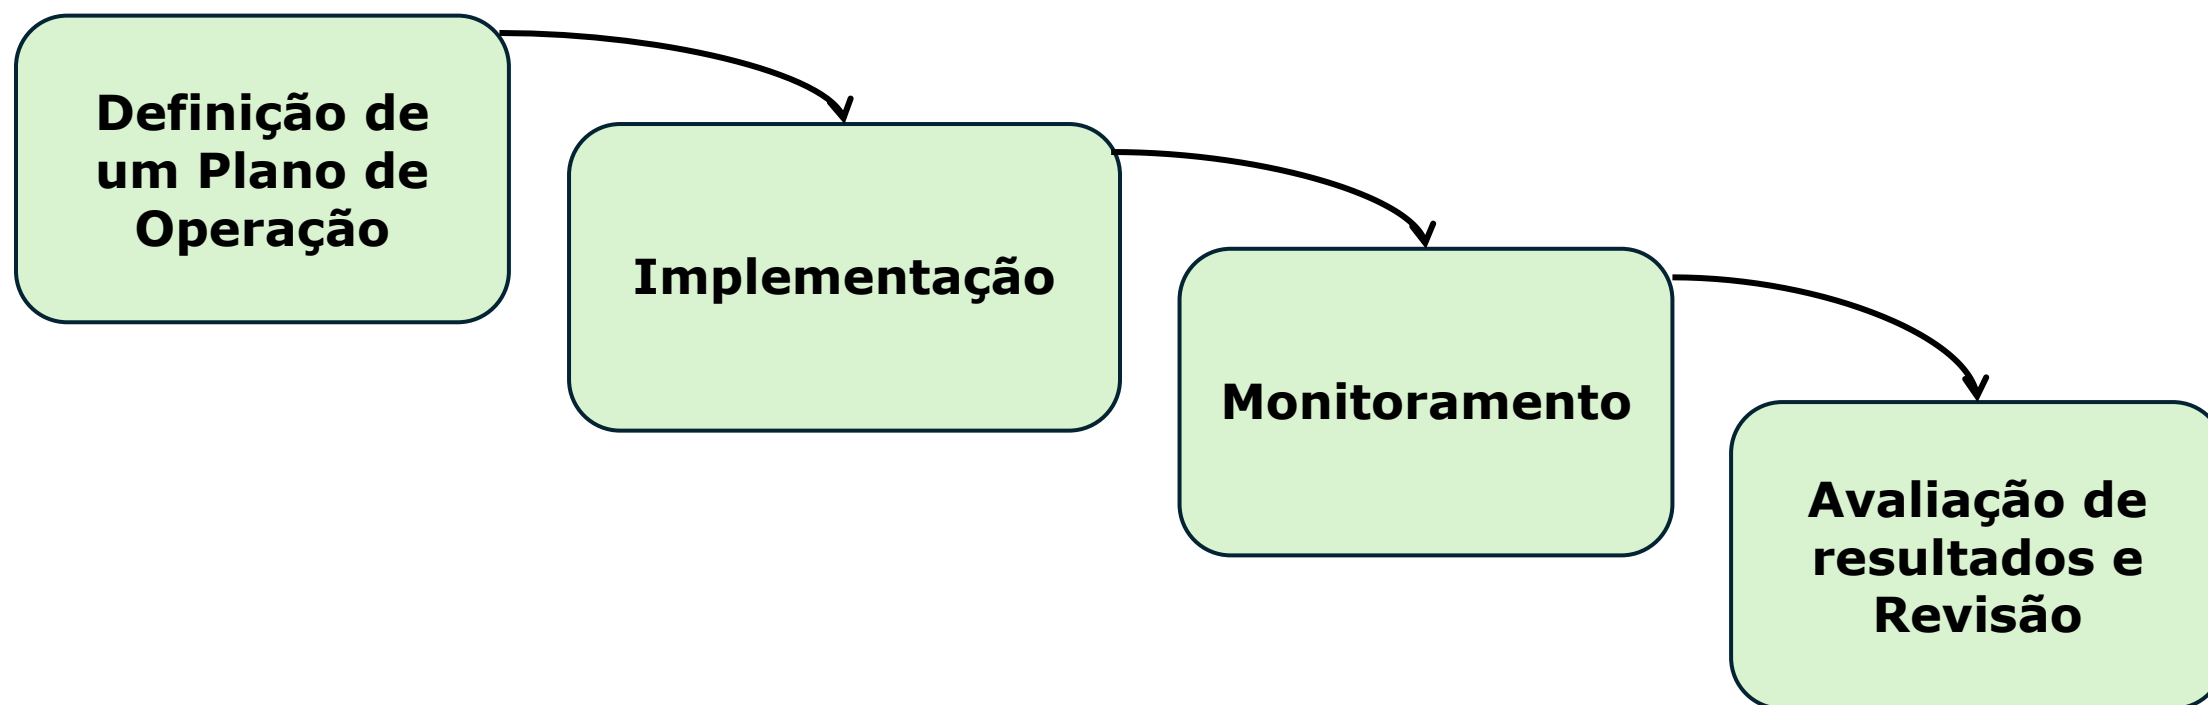 Definição de
um Plano de
Operação
Implementação
Monitoramento
Avaliação de
resultados e
Revisão